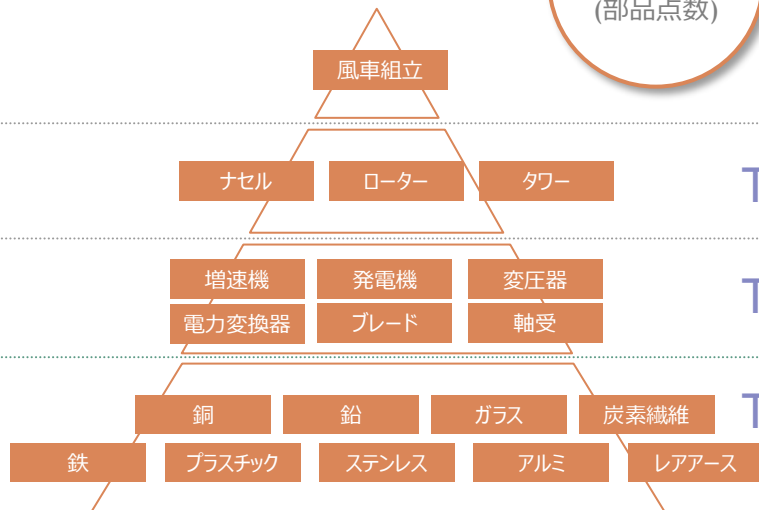 (部品点数)
風車組立
ナセル ローター タワー
T
増速機 発電機 変圧器
T
電力変換器 ブレード 軸受
銅 鉛 ガラス 炭素繊維
T
鉄 プラスチック ステンレス アルミ レアアース